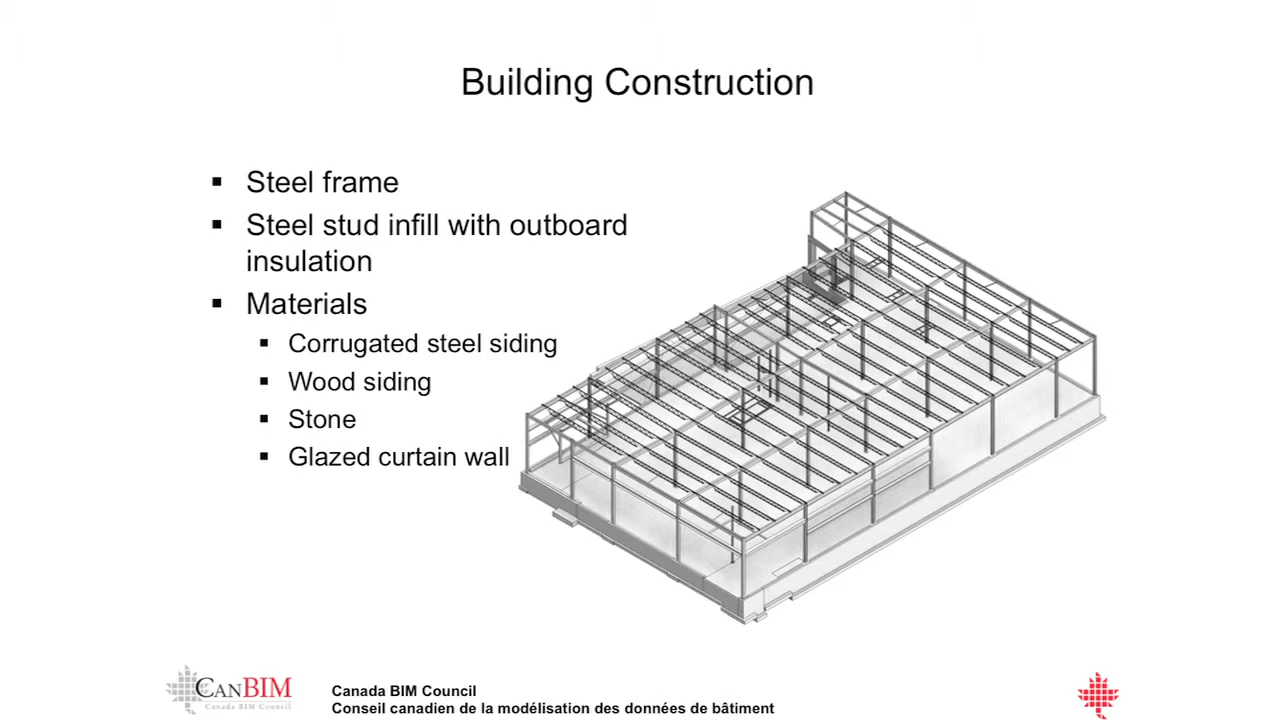 Building Construction
▪ Steel frame
▪ Steel stud infill with outboard
insulation
▪ Materials
▪ Corrugated steel siding
▪ Wood siding
▪ Stone
▪ Glazed curtain wall
CANBIM
Canada BIM Council
Canada BIM Council
Conseil canadien de la modélisation des données de bâtiment